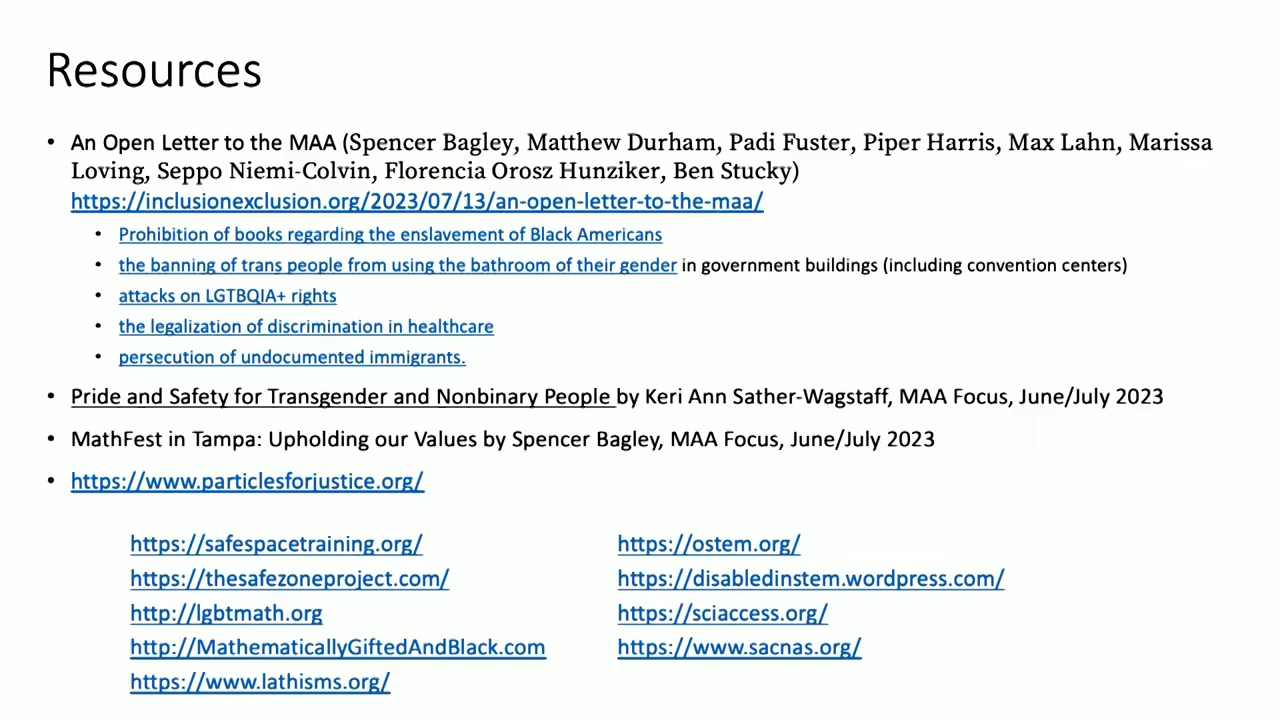 Resources
• An Open Letter to the MAA (Spencer Bagley, Matthew Durham, Padi Fuster, Piper Harris, Max Lahn, Marissa
Loving, Seppo Niemi-Colvin, Florencia Orosz Hunziker, Ben Stucky)
https://inclusionexclusion.org/2023/07/13/an-open-letter-to-the-maa/
• Prohibition of books regarding the enslavement of Black Americans
• the banning of trans people from using the bathroom of their gender in government buildings (including convention centers)
• attacks on LGTBQIA+ rights
• the legalization of discrimination in healthcare
• persecution of undocumented immigrants.
• Pride and Safety for Transgender and Nonbinary People by Keri Ann Sather-Wagstaff, MAA Focus, June/July 2023
• MathFest in Tampa: Upholding our Values by Spencer Bagley, MAA Focus, June/July 2023
• https://www.particlesforjustice.org/
https://safespacetraining.org/
https://thesafezoneproject.com/
http://lgbtmath.org
http://MathematicallyGiftedAndBlack.com
https://www.lathisms.org/
https://ostem.org/
https://disabledinstem.wordpress.com/
https://sciaccess.org/
https://www.sacnas.org/